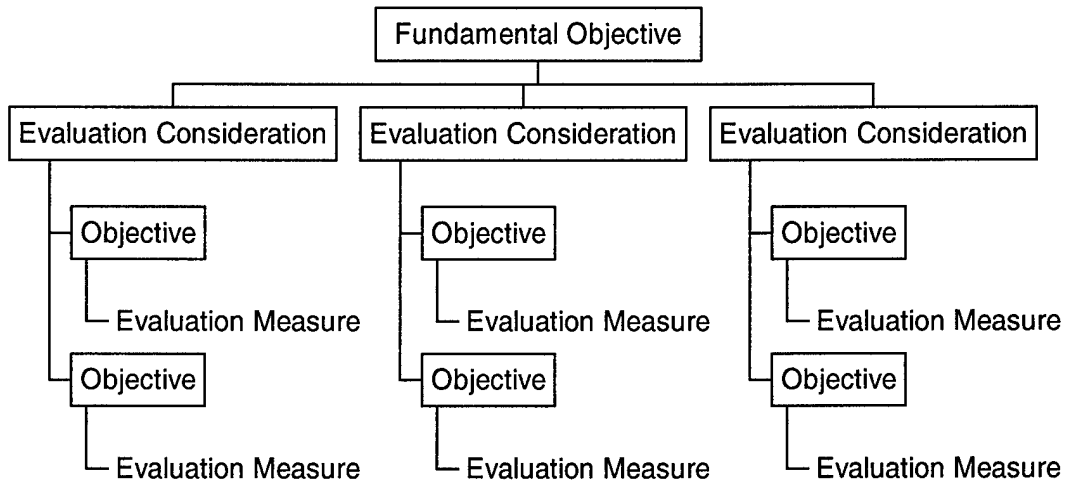 Fundamental Objective
Evaluation Consideration
Evaluation Consideration
Evaluation Consideration
Objective
Objective
Objective
Evaluation Measure
Evaluation Measure
Evaluation Measure
Objective
Objective
Objective
Evaluation Measure
Evaluation Measure
Evaluation Measure